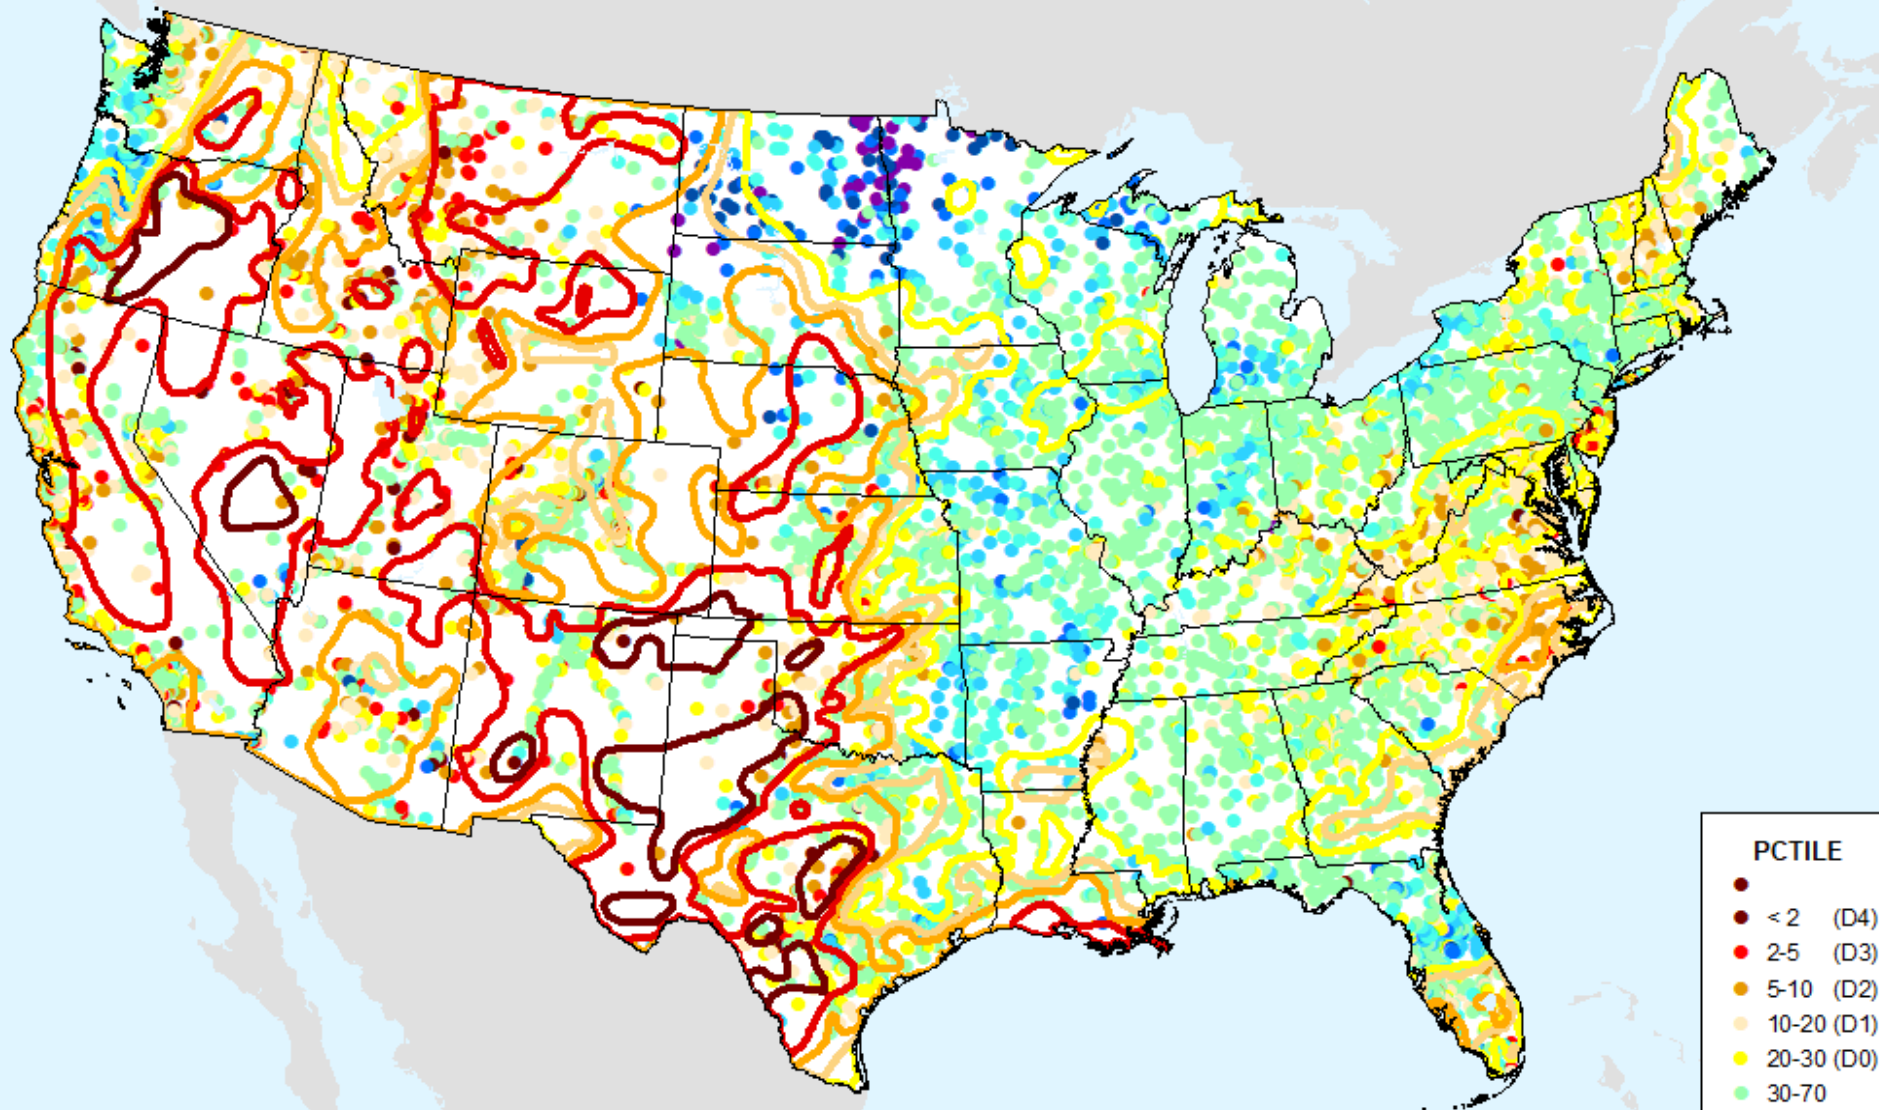 PCTILE
< 2 (D4)
2-5 (D3)
5-10 (D2)
10-20 (D1)
20-30 (D0)
30-70